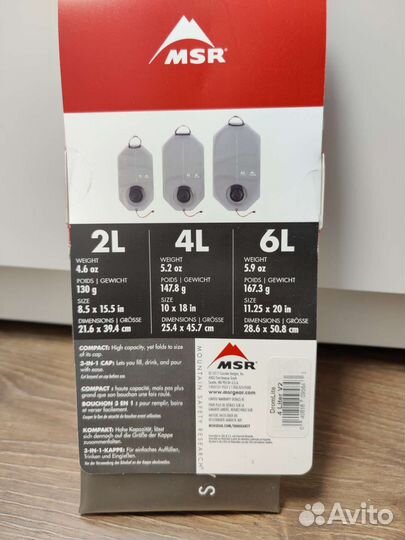 MSR®
2L
WEIGHT
4.6 oz
POIDS | GEWICHT
130 g
SIZE
8.5 x 15.5 in
DIMENSIONS | GRÖSSE
21.6 x 39.4 cm
4L
WEIGHT
5.2 oz
POIDS | GEWICHT
147.8 g
SIZE
10 x 18 in
DIMENSIONS | GRÖSSE
25.4 x 45.7 cm
6L
WEIGHT
5.9 oz
POIDS | GEWICHT
167.3 g
SIZE
11.25 x 20 in
DIMENSIONS | GRÖSSE
28.6 x 50.8 cm
COMPACT: High capacity, yet folds to size
of its cap.
3-IN-1 CAP: Lets you fill, drink, and pour
with ease.
COMPACT : haute capacité, mais pas plus
grand que son bouchon une fois roulé.
BOUCHON 3 EN 1 : pour remplir, boire
et verser facilement.
KOMPAKT: Hohe Kapazität, lässt
sich dennoch auf die Größe der Kappe
zusammenfalten.
3-IN-1-KAPPE: Für einfaches Auffüllen,
Trinken und Eingießen.
MOUNTAIN SAFETY RESEARCH®
MSR®
www.msrgear.com
DromLite
4 Liter V2
S
Avito